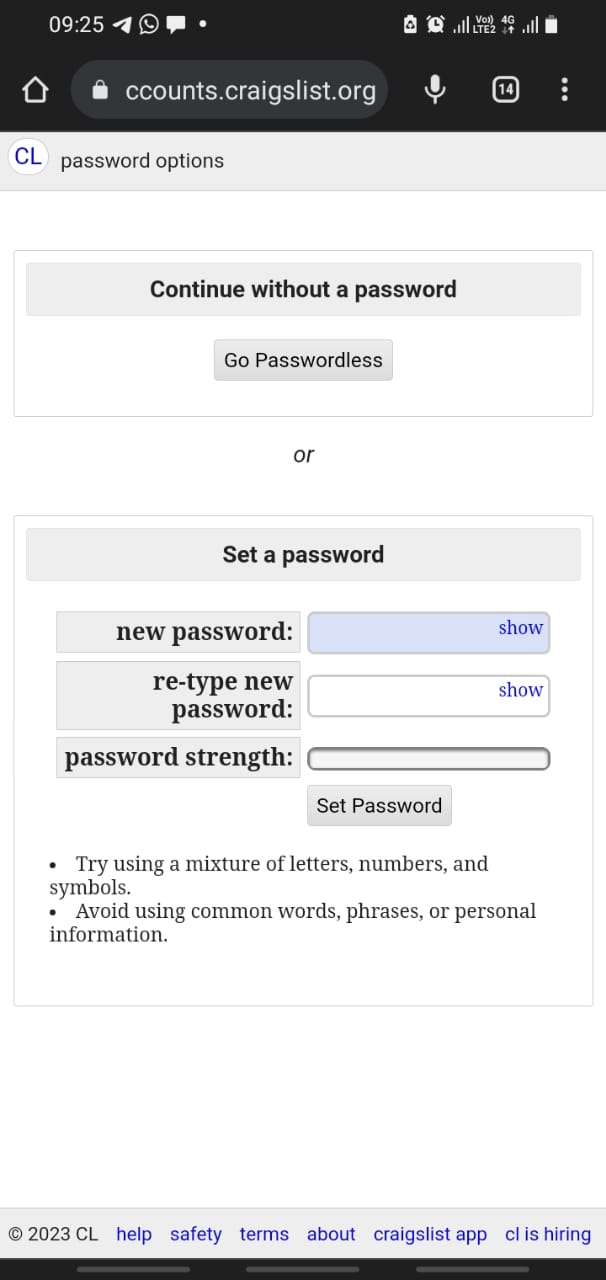 09:25
Vo)) 4G
LTE2
ccounts.craigslist.org
14
CL password options
Continue without a password
Go Passwordless
or
Set a password
new password:
show
re-type new
password:
show
password strength:
Set Password
• Try using a mixture of letters, numbers, and
symbols.
• Avoid using common words, phrases, or personal
information.
© 2023 CL help safety terms about craigslist app cl is hiring